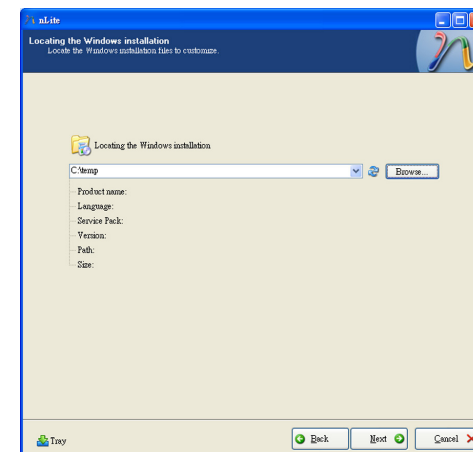 nLite
Locating the Windows installation
Locate the Windows installation files to customize.
Locating the Windows installation
C:\temp
Browse...
Product name:
Language:
Service Pack:
Version:
Path:
Size:
Tray
Back
Next
Cancel